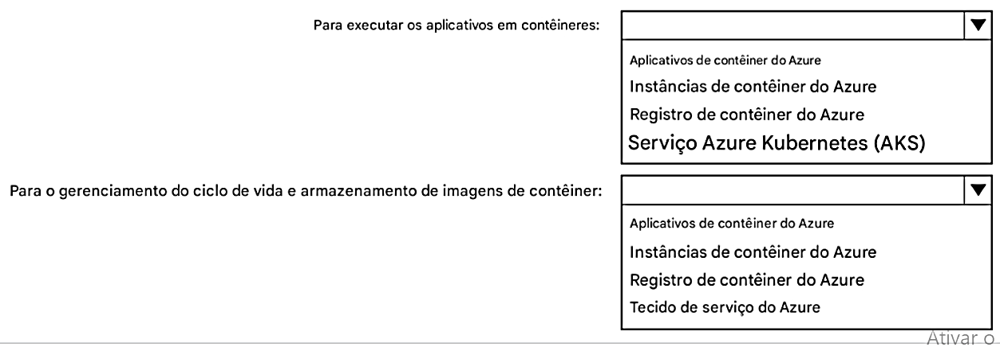 Para executar os aplicativos em contêineres:
Aplicativos de contêiner do Azure
Instâncias de contêiner do Azure
Registro de contêiner do Azure
Serviço Azure Kubernetes (AKS)
Para o gerenciamento do ciclo de vida e armazenamento de imagens de contêiner:
Aplicativos de contêiner do Azure
Instâncias de contêiner do Azure
Registro de contêiner do Azure
Tecido de serviço do Azure
Ativar o